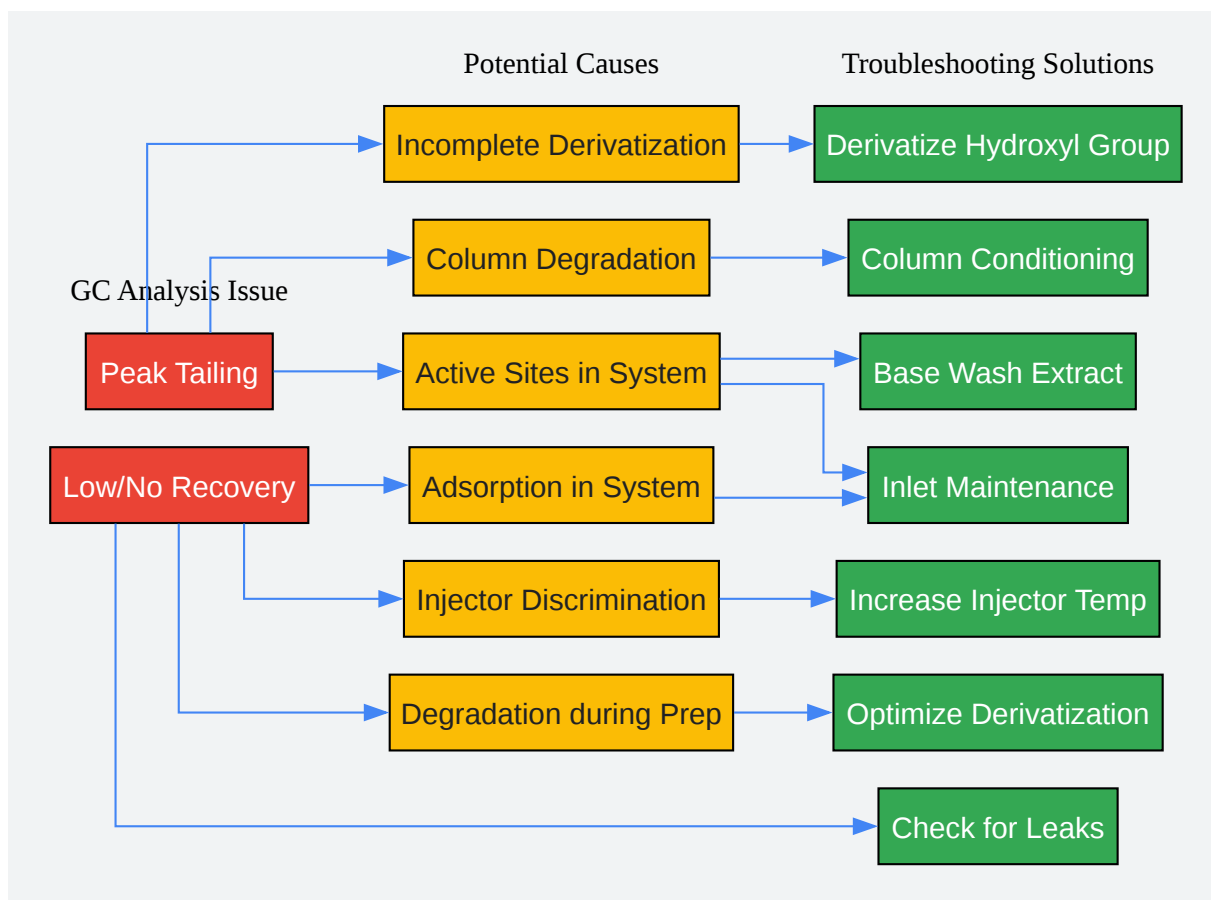 Potential Causes
Troubleshooting Solutions
Incomplete Derivatization
Derivatize Hydroxyl Group
Column Degradation
Column Conditioning
GC Analysis Issue
Peak Tailing
Active Sites in System
Base Wash Extract
Low/No Recovery
Adsorption in System
Inlet Maintenance
Injector Discrimination
Increase Injector Temp
Degradation during Prep
Optimize Derivatization
Check for Leaks